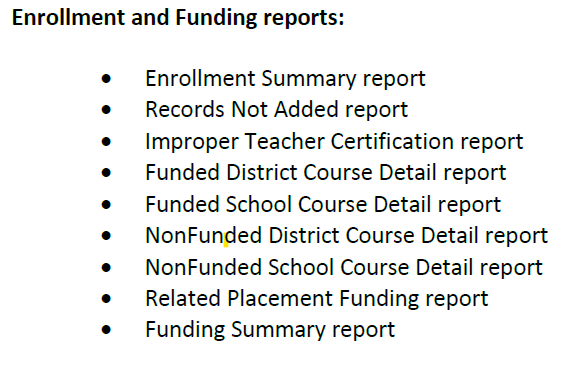 Enrollment and Funding reports:
• Enrollment Summary report
• Records Not Added report
• Improper Teacher Certification report
• Funded District Course Detail report
• Funded School Course Detail report
• NonFunded District Course Detail report
• NonFunded School Course Detail report
• Related Placement Funding report
• Funding Summary report